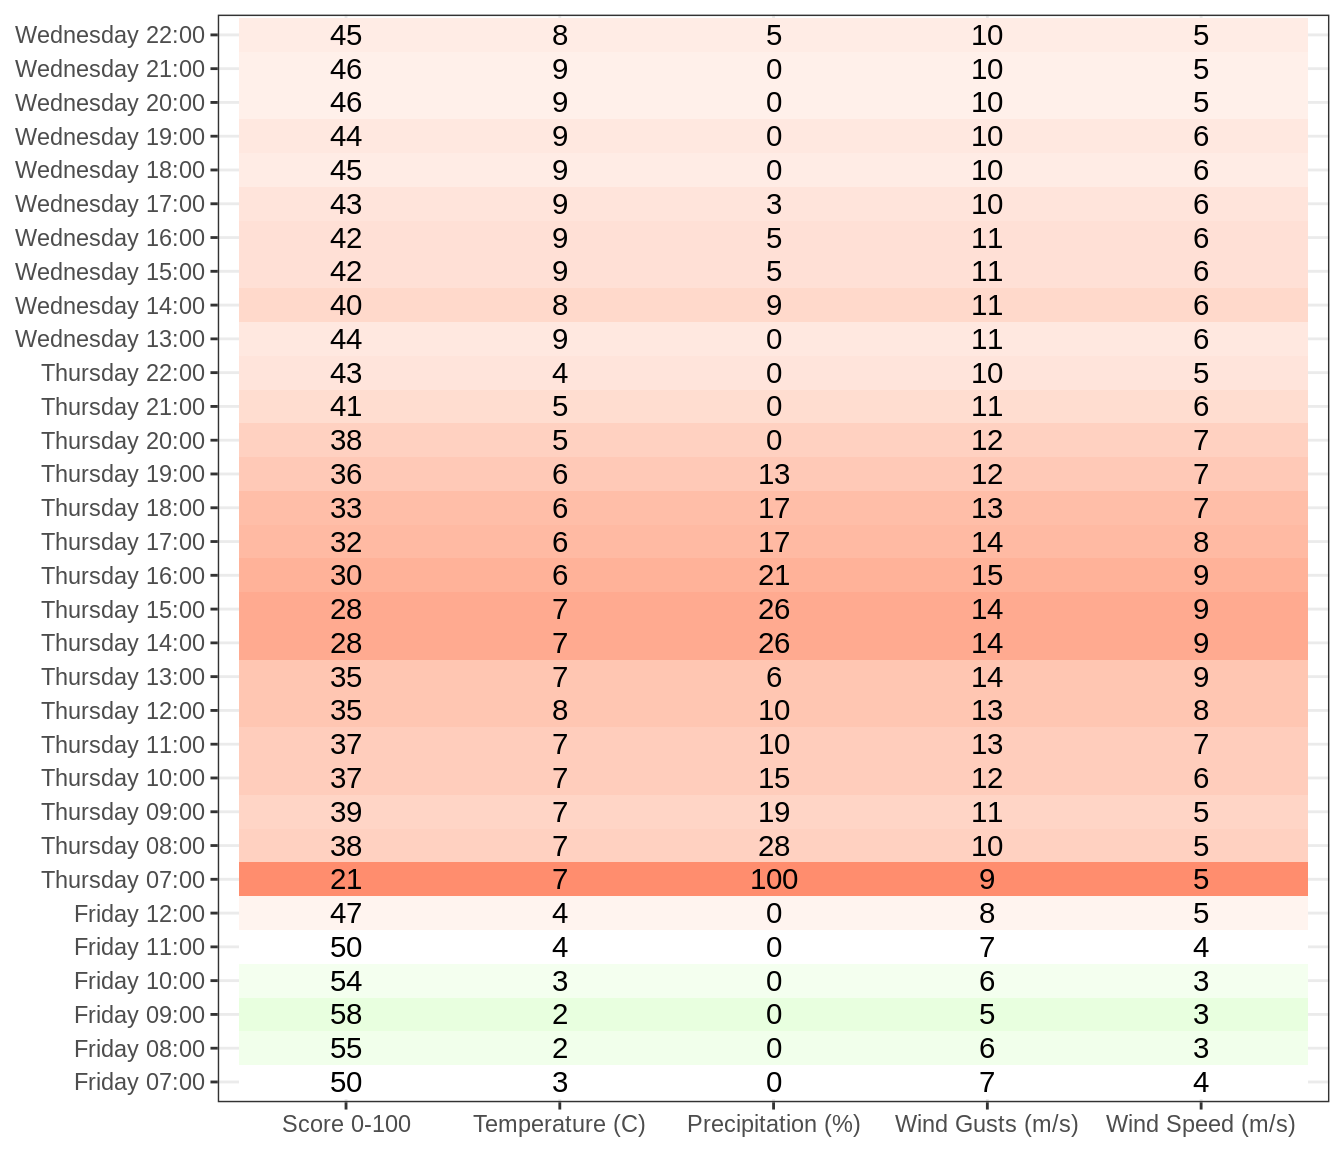 Wednesday 22:00 45 8 5 10 5
Wednesday 21:00 46 9 0 10 5
Wednesday 20:00 46 9 0 10 5
Wednesday 19:00 44 9 0 10 6
Wednesday 18:00 45 9 0 10 6
Wednesday 17:00 43 9 3 10 6
Wednesday 16:00 42 9 5 11 6
Wednesday 15:00 42 9 5 11 6
Wednesday 14:00 40 8 9 11 6
Wednesday 13:00 44 9 0 11 6
Thursday 22:00 43 4 0 10 5
Thursday 21:00 41 5 0 11 6
Thursday 20:00 38 5 0 12 7
Thursday 19:00 36 6 13 12 7
Thursday 18:00 33 6 17 13 7
Thursday 17:00 32 6 17 14 8
Thursday 16:00 30 6 21 15 9
Thursday 15:00 28 7 26 14 9
Thursday 14:00 28 7 26 14 9
Thursday 13:00 35 7 6 14 9
Thursday 12:00 35 8 10 13 8
Thursday 11:00 37 7 10 13 7
Thursday 10:00 37 7 15 12 6
Thursday 09:00 39 7 19 11 5
Thursday 08:00 38 7 28 10 5
Thursday 07:00 21 7 100 9 5
Friday 12:00 47 4 0 8 5
Friday 11:00 50 4 0 7 4
Friday 10:00 54 3 0 6 3
Friday 09:00 58 2 0 5 3
Friday 08:00 55 2 0 6 3
Friday 07:00 50 3 0 7 4
Score 0-100 Temperature (C) Precipitation (%) Wind Gusts (m/s) Wind Speed (m/s)